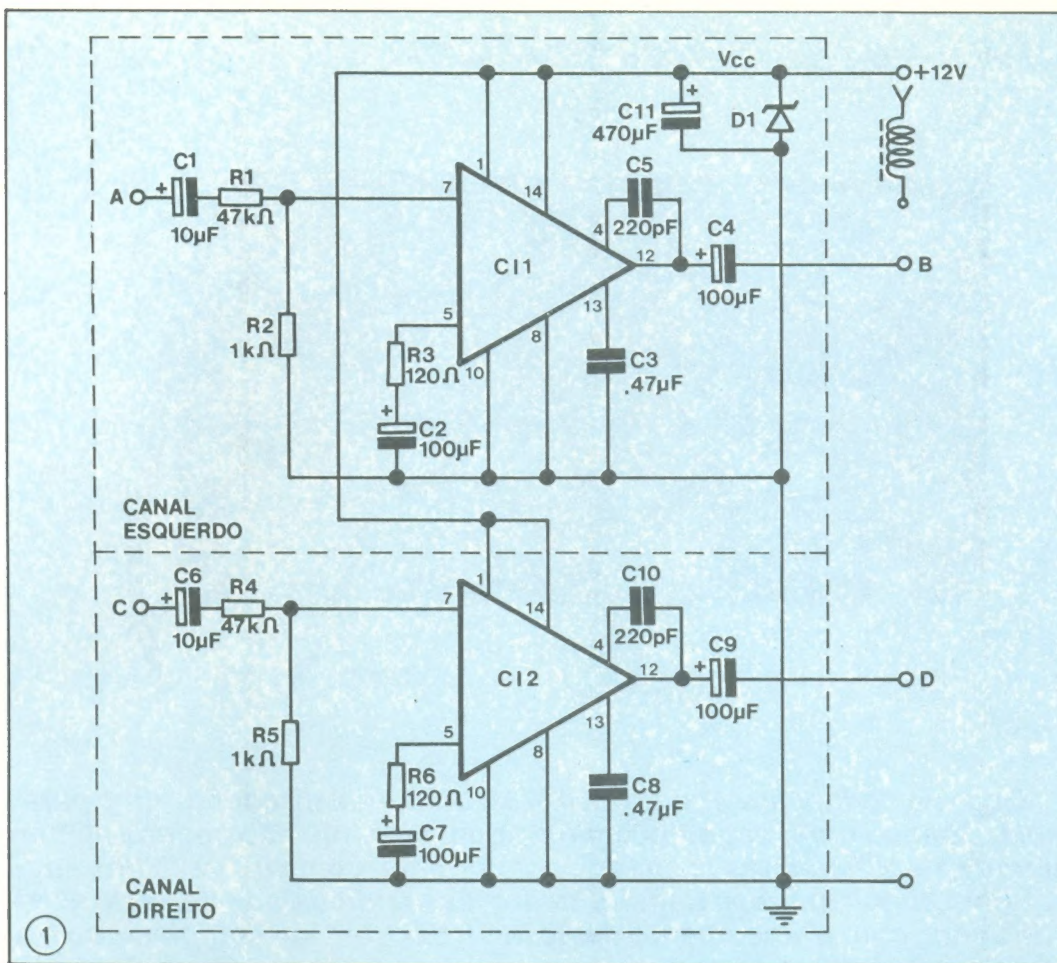 Vcc
+12V
C11
470µF
D1
C1
R1
A
+
10µF
47kΩ
7
1
14
C5
220pF
4
12
C4
+
100µF
B
CI1
13
R2
1kΩ
5
8
10
R3
120Ω
C3
.47µF
+
C2
100µF
CANAL
ESQUERDO
C6
R4
C
+
10µF
47kΩ
7
1
14
C10
220pF
4
12
C9
+
100µF
D
CI2
13
R5
1kΩ
5
8
10
R6
120Ω
C8
.47µF
+
C7
100µF
CANAL
DIREITO
1